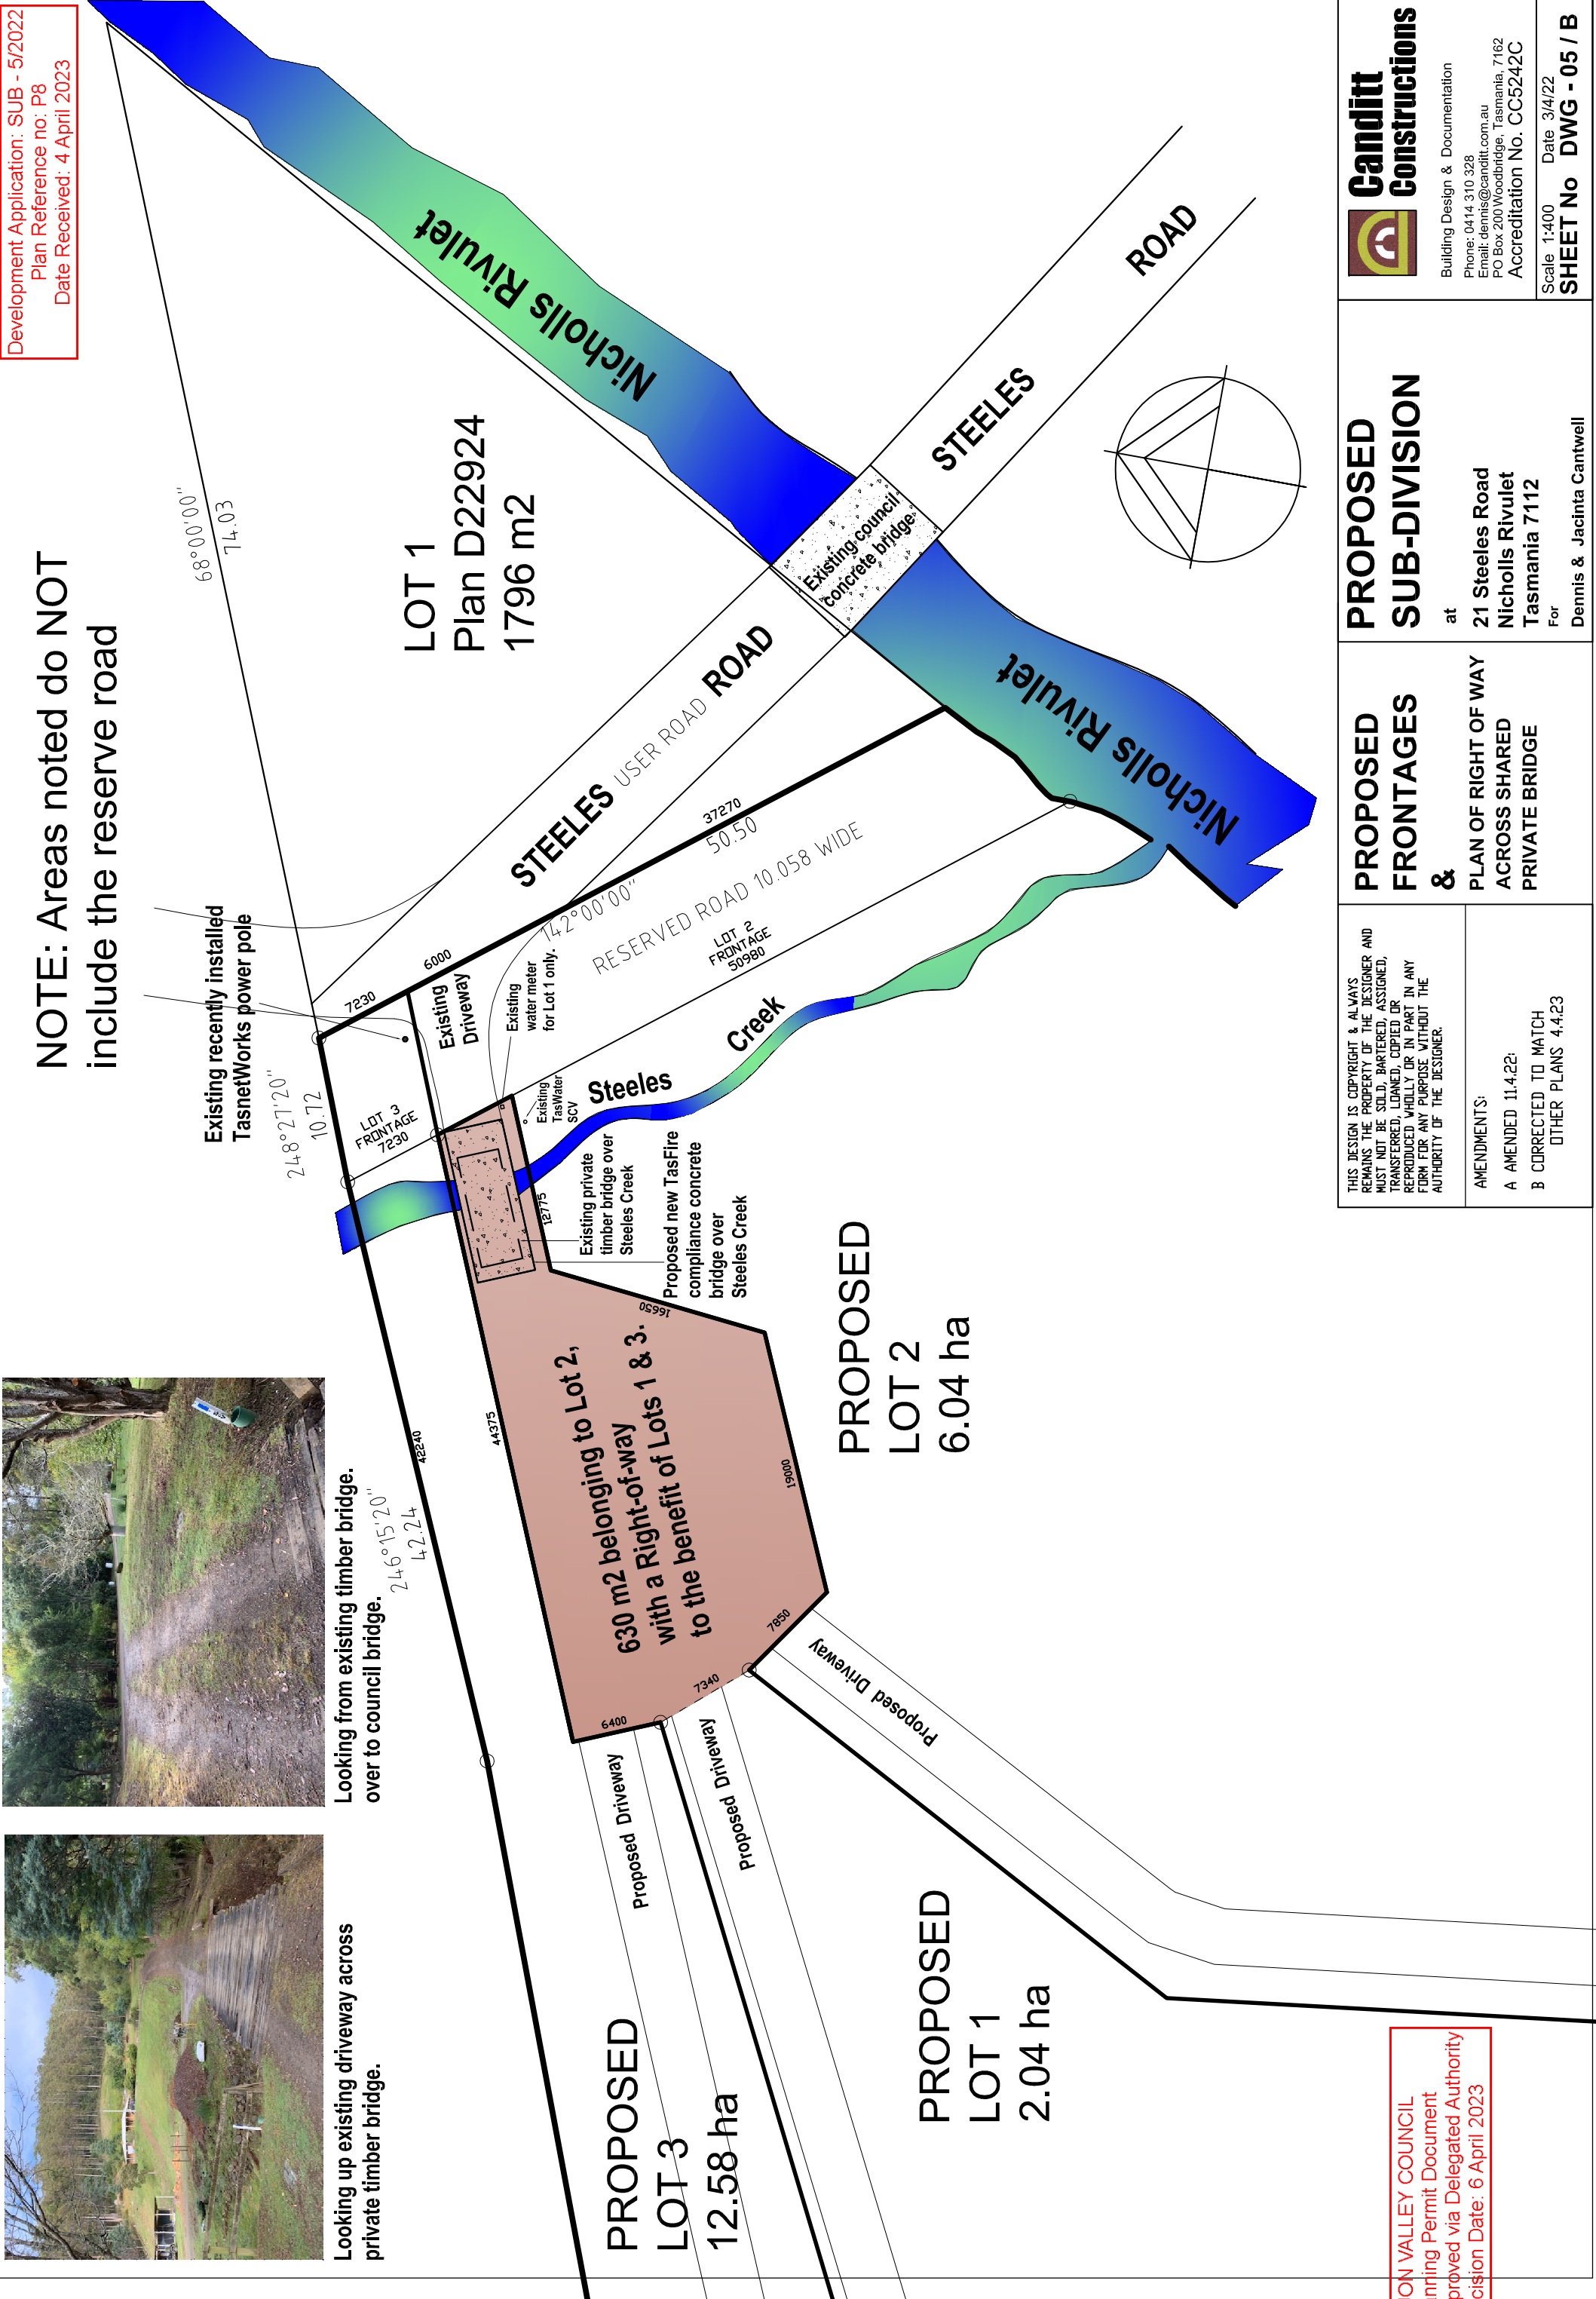 Development Application: SUB - 5/2022
Plan Reference no: P8
Date Received: 4 April 2023
NOTE: Areas noted do NOT
include the reserve road
68°00'00"
74.03
LOT 1
Plan D22924
1796 m2
Nicholls Rivulet
STEELES
ROAD
Existing council
concrete bridge
STEELES USER ROAD ROAD
Nicholls Rivulet
Existing recently installed
TasnetWorks power pole
248°27'20"
10.72
7230
6000
37270
142°00'00"
50.50
RESERVED ROAD 10.058 WIDE
LOT 2
FRONTAGE
50980
LOT 3
FRONTAGE
7230
Existing
Driveway
Existing
water meter
for Lot 1 only.
Existing
TasWater
SCV
Steeles
Creek
Existing private
timber bridge over
Steeles Creek
Proposed new TasFire
compliance concrete
bridge over
Steeles Creek
12775
16650
19000
7850
7340
6400
44375
42240
246°15'20"
42.24
630 m2 belonging to Lot 2,
with a Right-of-way
to the benefit of Lots 1 & 3.
PROPOSED
LOT 2
6.04 ha
Looking from existing timber bridge.
over to council bridge.
Looking up existing driveway across
private timber bridge.
Proposed Driveway
Proposed Driveway
Proposed Driveway
PROPOSED
LOT 3
12.58 ha
PROPOSED
LOT 1
2.04 ha
ON VALLEY COUNCIL
nning Permit Document
proved via Delegated Authority
cision Date: 6 April 2023
THIS DESIGN IS COPYRIGHT & ALWAYS
REMAINS THE PROPERTY OF THE DESIGNER AND
MUST NOT BE SOLD, BARTERED, ASSIGNED,
TRANSFERRED, LOANED, COPIED OR
REPRODUCED WHOLLY OR IN PART IN ANY
FORM FOR ANY PURPOSE WITHOUT THE
AUTHORITY OF THE DESIGNER.
AMENDMENTS:
A AMENDED 11.4.22:
B CORRECTED TO MATCH
OTHER PLANS 4.4.23
PROPOSED
FRONTAGES
&
PLAN OF RIGHT OF WAY
ACROSS SHARED
PRIVATE BRIDGE
PROPOSED
SUB-DIVISION
at
21 Steeles Road
Nicholls Rivulet
Tasmania 7112
For
Dennis & Jacinta Cantwell
Canditt
Constructions
Building Design & Documentation
Phone: 0414 310 328
Email: dennis@canditt.com.au
PO Box 200 Woodbridge, Tasmania, 7162
Accreditation No. CC5242C
Scale 1:400 Date 3/4/22
SHEET No DWG - 05 / B